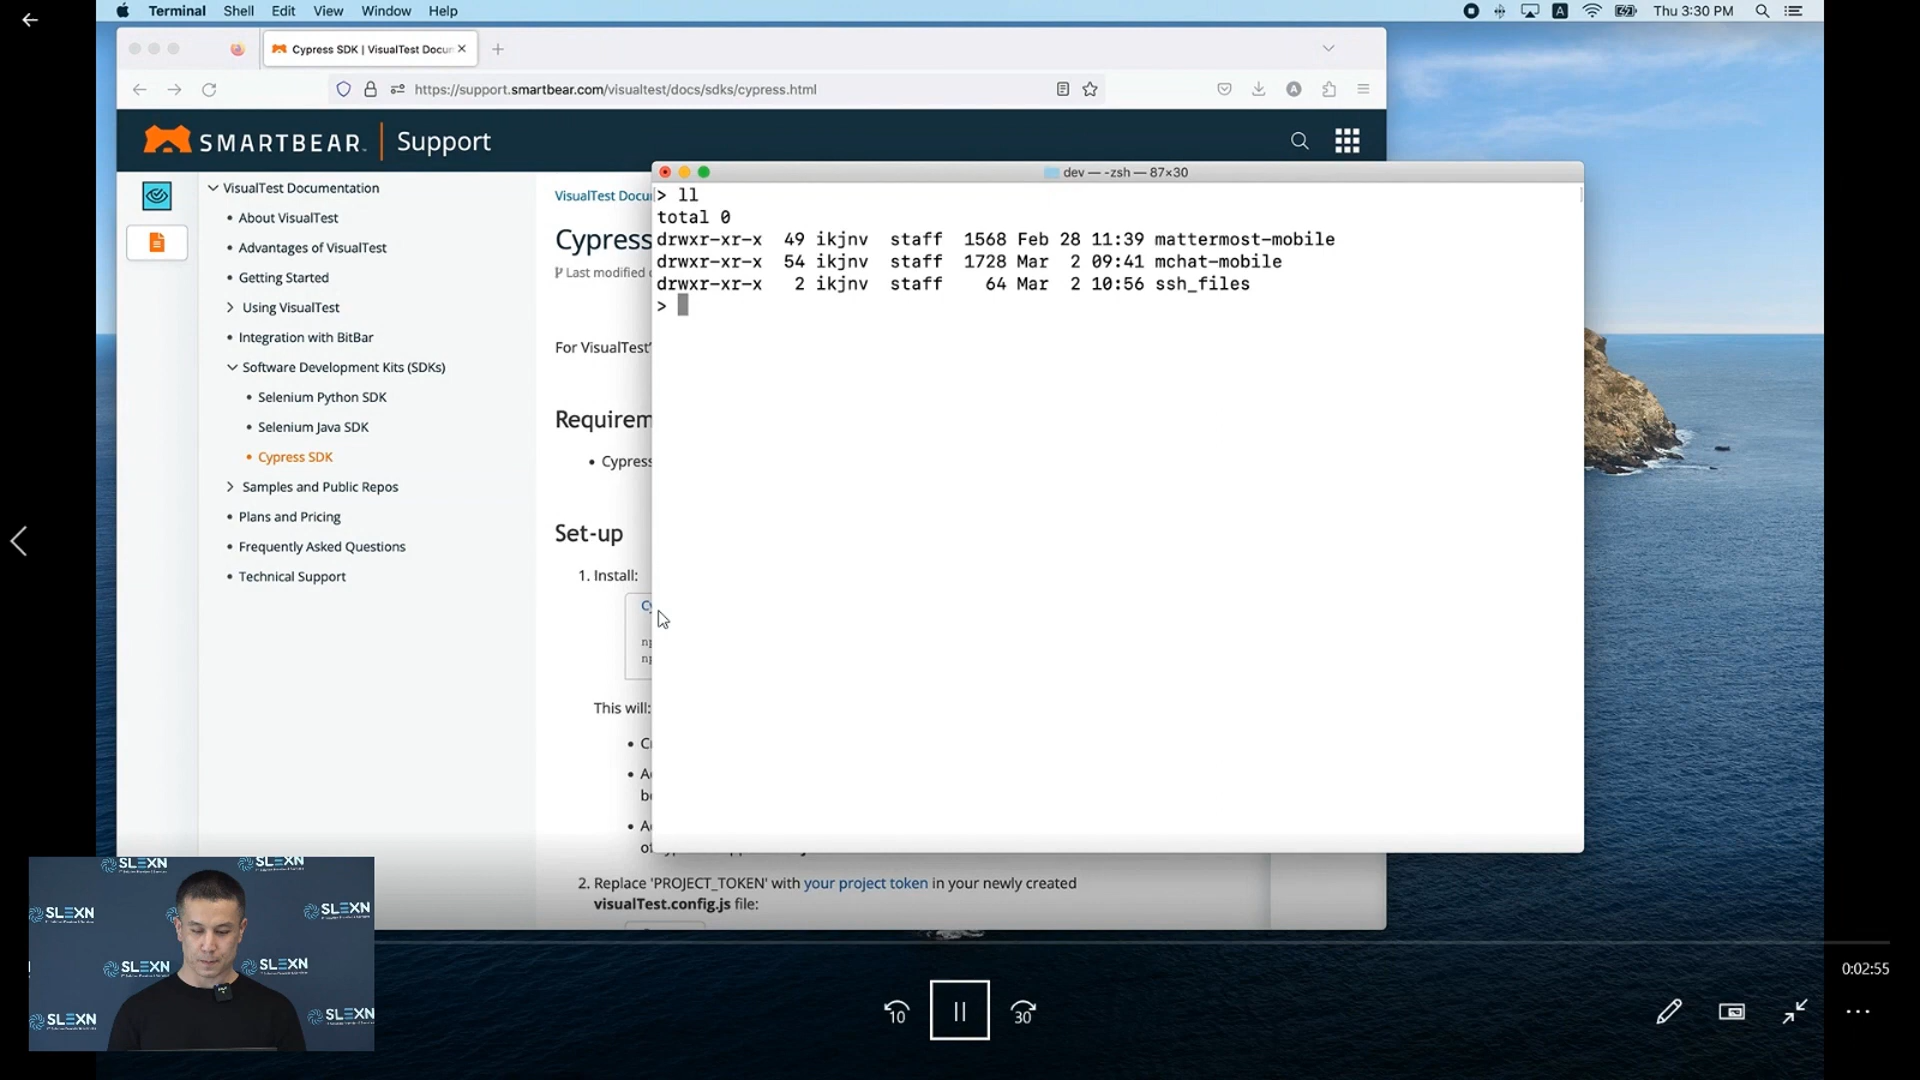 Terminal Shell Edit View Window Help
A
Thu 3:30 PM
Cypress SDK | VisualTest Docur
https://support.smartbear.com/visualtest/docs/sdks/cypress.html
A
SMARTBEAR
Support
VisualTest Documentation
About VisualTest
Advantages of VisualTest
Getting Started
Using VisualTest
Integration with BitBar
Software Development Kits (SDKs)
Selenium Python SDK
Selenium Java SDK
Cypress SDK
Samples and Public Repos
Plans and Pricing
Frequently Asked Questions
Technical Support
VisualTest Docu
Cypress
Last modified
For VisualTest'
Requirem
• Cypress
Set-up
1. Install:
This will:
2. Replace 'PROJECT_TOKEN' with your project token in your newly created
visualTest.config.js file:
dev — -zsh — 87×30
> ll
total 0
drwxr-xr-x 49 ikjnv staff 1568 Feb 28 11:39 mattermost-mobile
drwxr-xr-x 54 ikjnv staff 1728 Mar 2 09:41 mchat-mobile
drwxr-xr-x 2 ikjnv staff 64 Mar 2 10:56 ssh_files
>
SLEXN
SLEXN
SLEXN
SLEXN
SLEXN
SLEXN
SLEXN
SLEXN
0:02:55
10
30